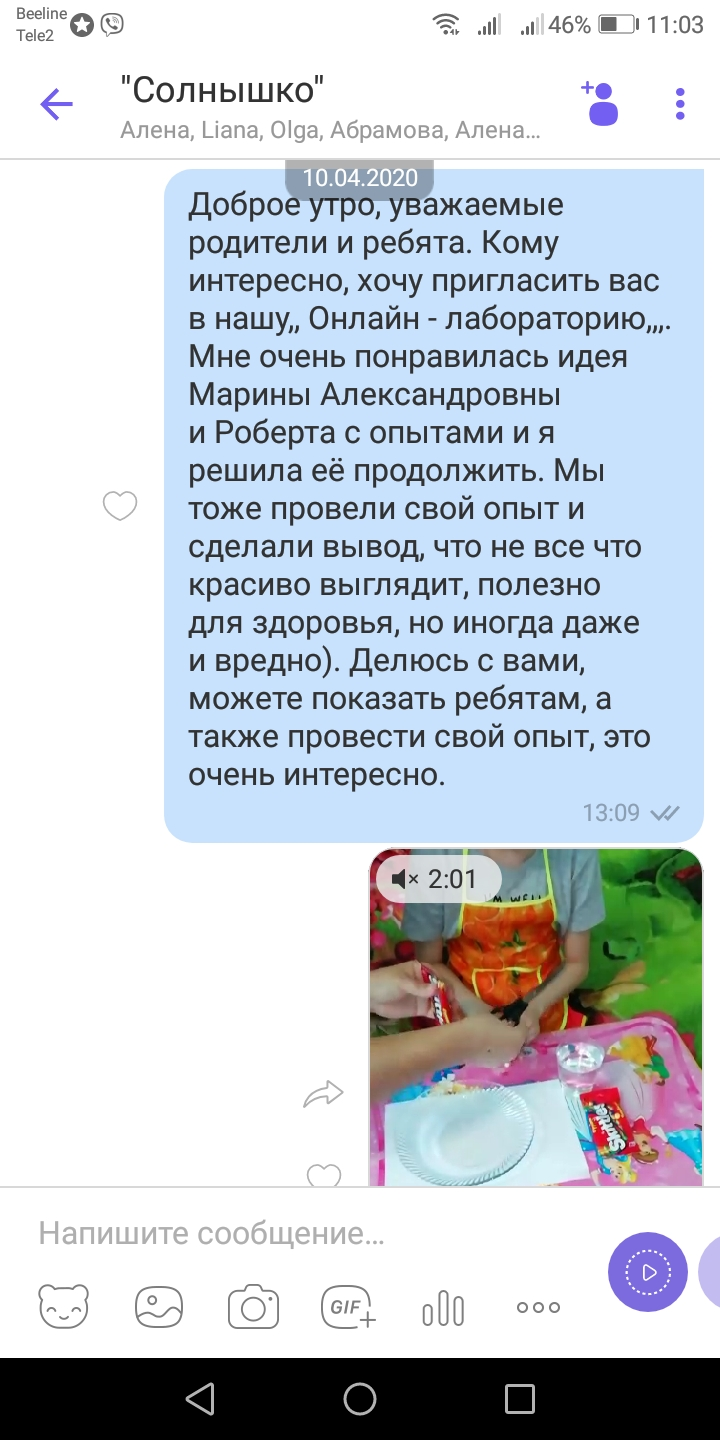 Beeline
Tele2
46% 11:03
"Солнышко"
Алена, Liana, Olga, Абрамова, Алена...
10.04.2020
Доброе утро, уважаемые
родители и ребята. Кому
интересно, хочу пригласить вас
в нашу,, Онлайн - лабораторию,,,.
Мне очень понравилась идея
Марины Александровны
и Роберта с опытами и я
решила её продолжить. Мы
тоже провели свой опыт и
сделали вывод, что не все что
красиво выглядит, полезно
для здоровья, но иногда даже
и вредно). Делюсь с вами,
можете показать ребятам, а
также провести свой опыт, это
очень интересно.
13:09
2:01
I'M WELL
Skittles
Напишите сообщение...
GIF